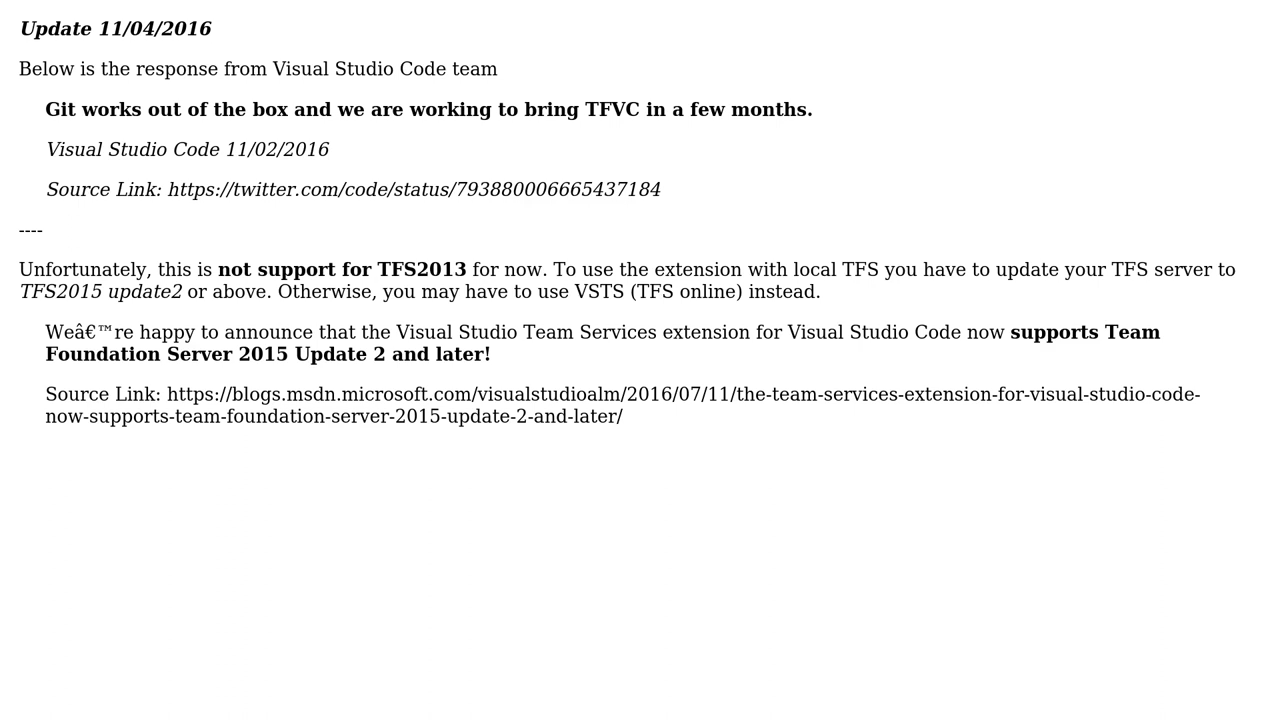 Update 11/04/2016
Below is the response from Visual Studio Code team
Git works out of the box and we are working to bring TFVC in a few months.
Visual Studio Code 11/02/2016
Source Link: https://twitter.com/code/status/793880006665437184
----
Unfortunately, this is not support for TFS2013 for now. To use the extension with local TFS you have to update your TFS server to
TFS2015 update2 or above. Otherwise, you may have to use VSTS (TFS online) instead.
Weâ€™re happy to announce that the Visual Studio Team Services extension for Visual Studio Code now supports Team
Foundation Server 2015 Update 2 and later!
Source Link: https://blogs.msdn.microsoft.com/visualstudioalm/2016/07/11/the-team-services-extension-for-visual-studio-code-
now-supports-team-foundation-server-2015-update-2-and-later/